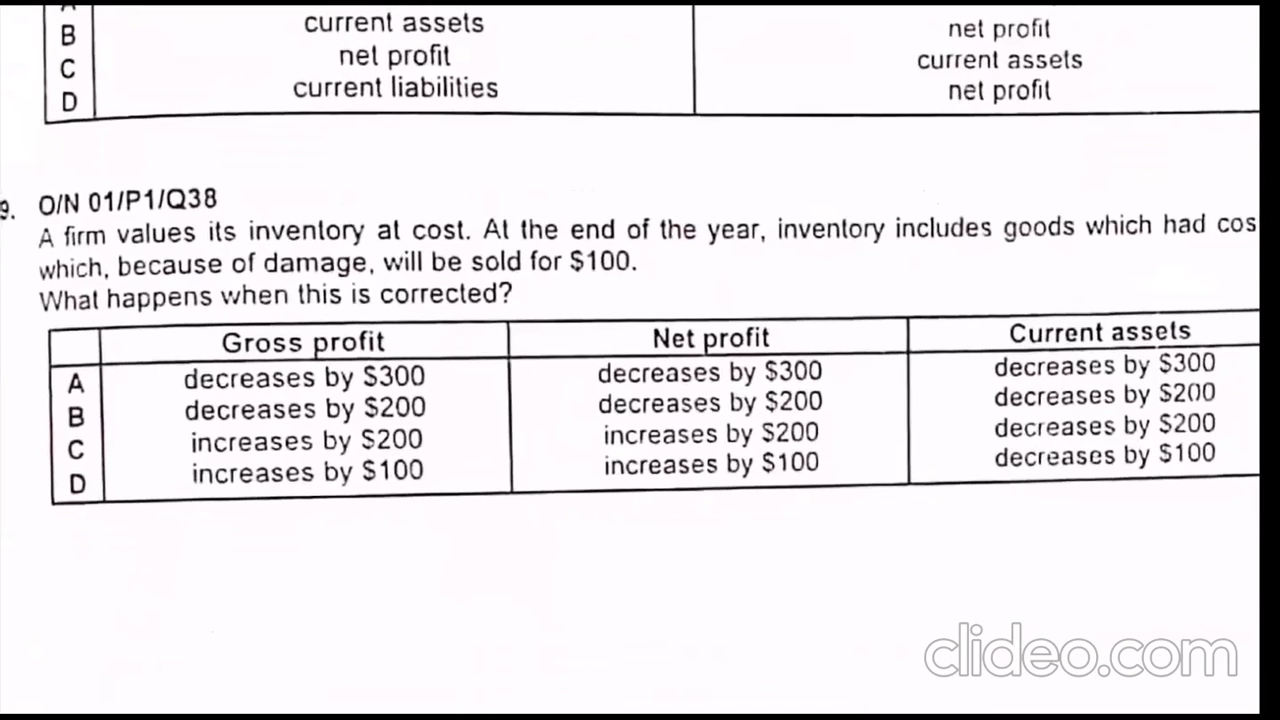 B current assets net profit
C net profit current assets
D current liabilities net profit
9. O/N 01/P1/Q38
A firm values its inventory at cost. At the end of the year, inventory includes goods which had cos
which, because of damage, will be sold for $100.
What happens when this is corrected?
Gross profit Net profit Current assets
A decreases by $300 decreases by $300 decreases by $300
B decreases by $200 decreases by $200 decreases by $200
C increases by $200 increases by $200 decreases by $200
D increases by $100 increases by $100 decreases by $100
clideo.com